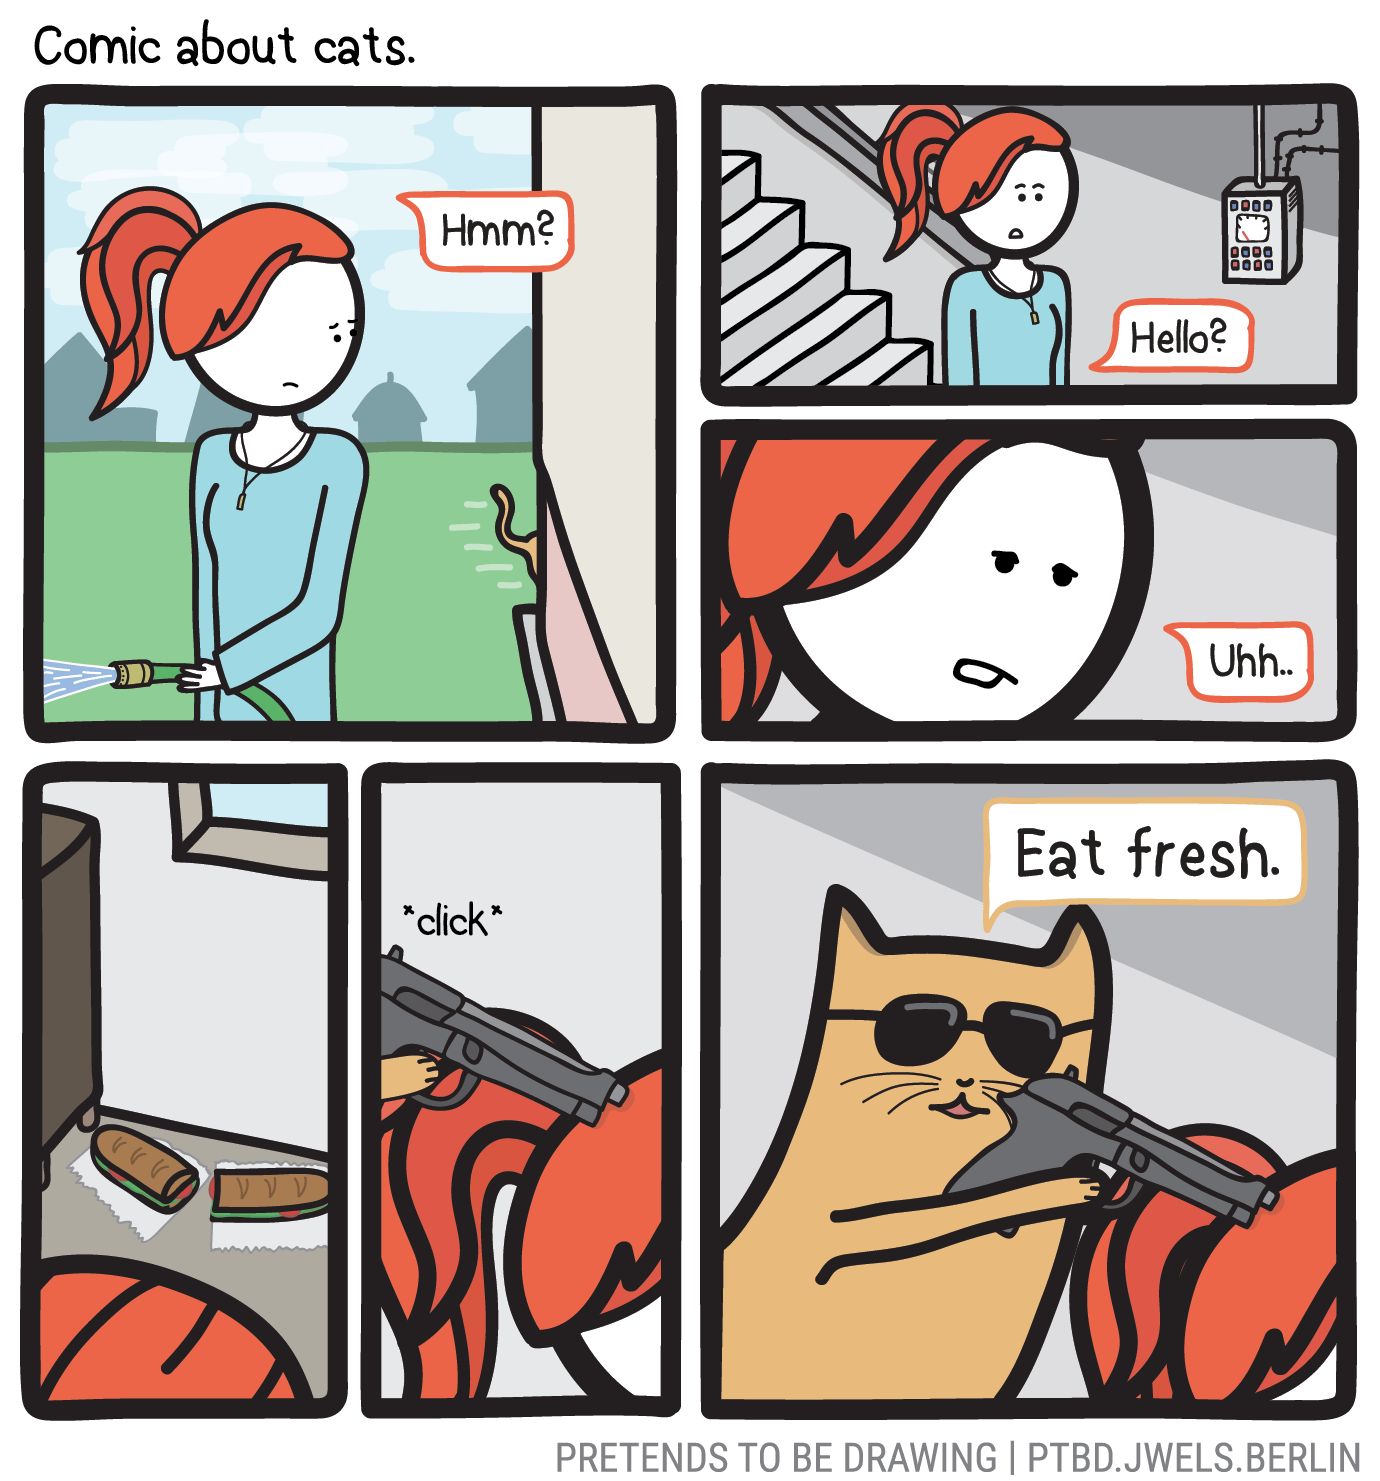 Comic about cats.
Hmm?
Hello?
Uhh..
*click*
Eat fresh.
PRETENDS TO BE DRAWING | PTBD.JWELS.BERLIN